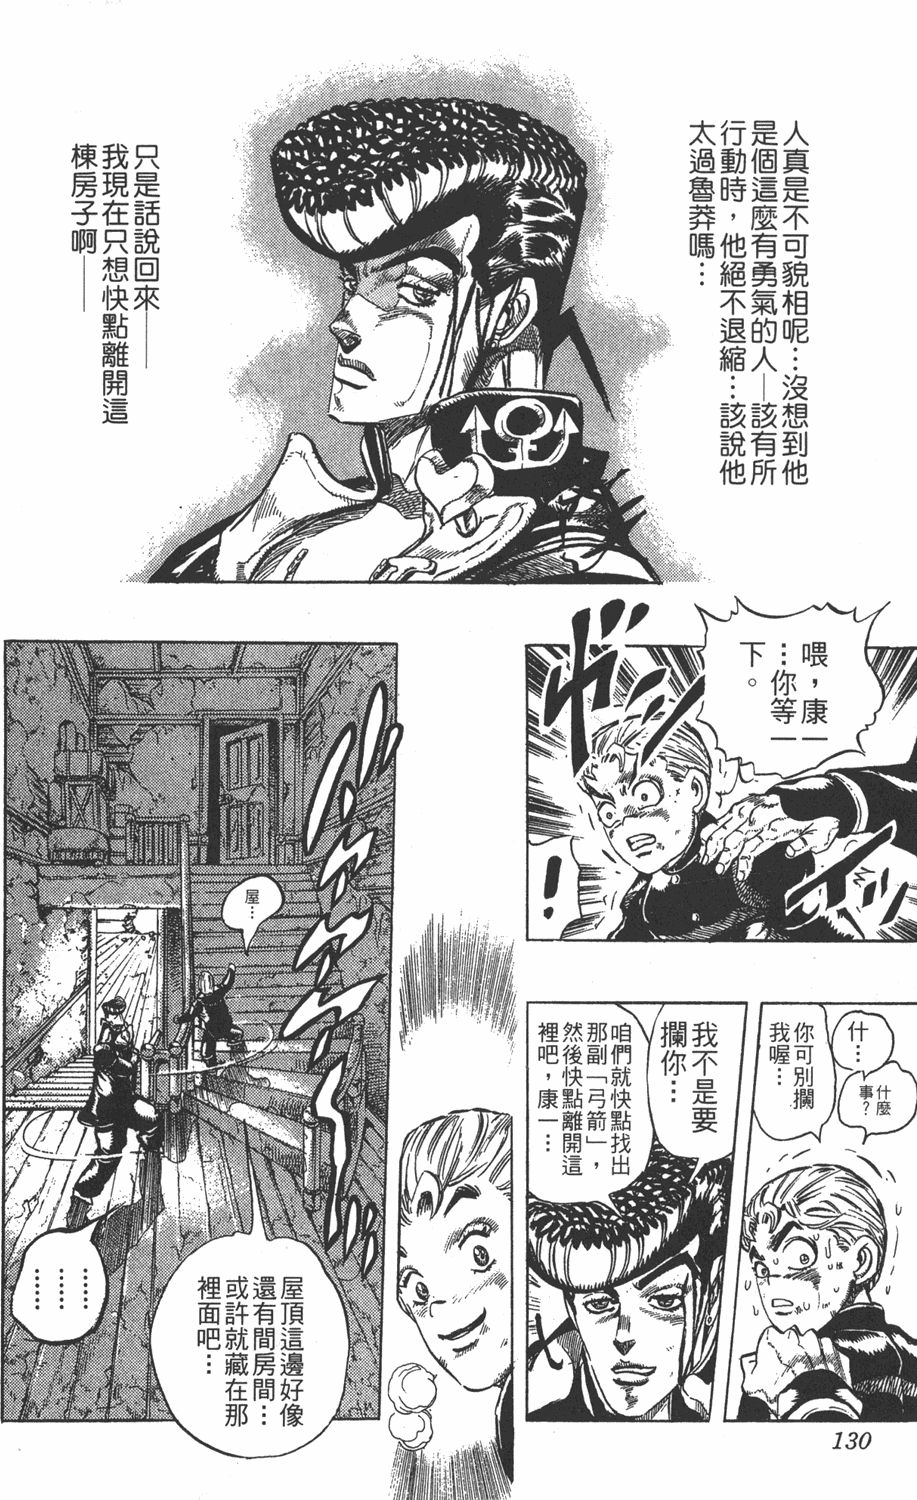 人真是不可貌相呢…沒想到他
是個這麼有勇氣的人—該有所
行動時，他絕不退縮…該說他
太過魯莽嗎…
只是話說回來——
我現在只想快點離開這
棟房子啊——
喂，康一
…你等一
下。
ドドドド
!
什…
什麼
事?
你可別攔
我喔…
我不是要
攔你…
咱們就快點找出
那副「弓箭」，
然後快點離開這
裡吧，康一…
屋…
屋頂這邊好像
還有間房間…
或許就藏在那
裡面吧…
………
………
130